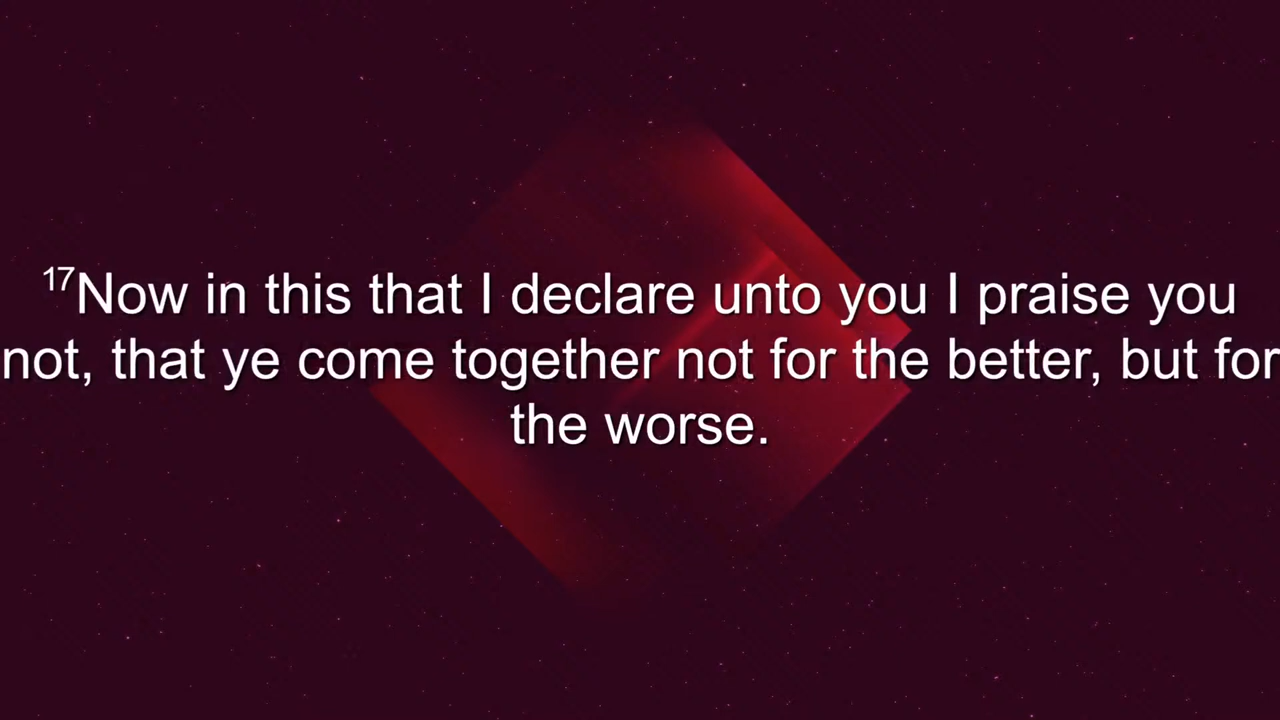 17Now in this that I declare unto you I praise you
not, that ye come together not for the better, but for
the worse.